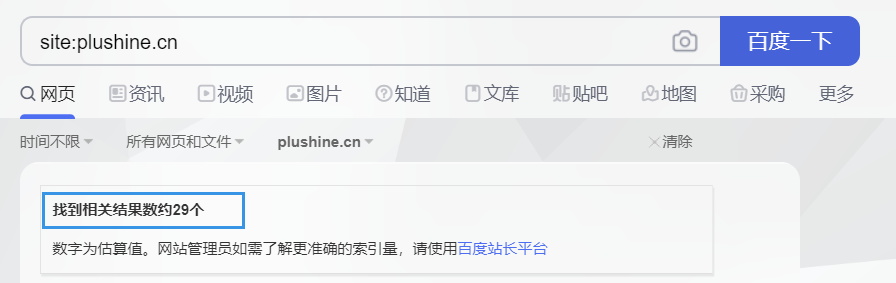 site:plushine.cn 百度一下
网页 资讯 视频 图片 知道 文库 贴吧 地图 采购 更多
时间不限 所有网页和文件 plushine.cn 清除
找到相关结果数约29个
数字为估算值。网站管理员如需了解更准确的索引量，请使用百度站长平台